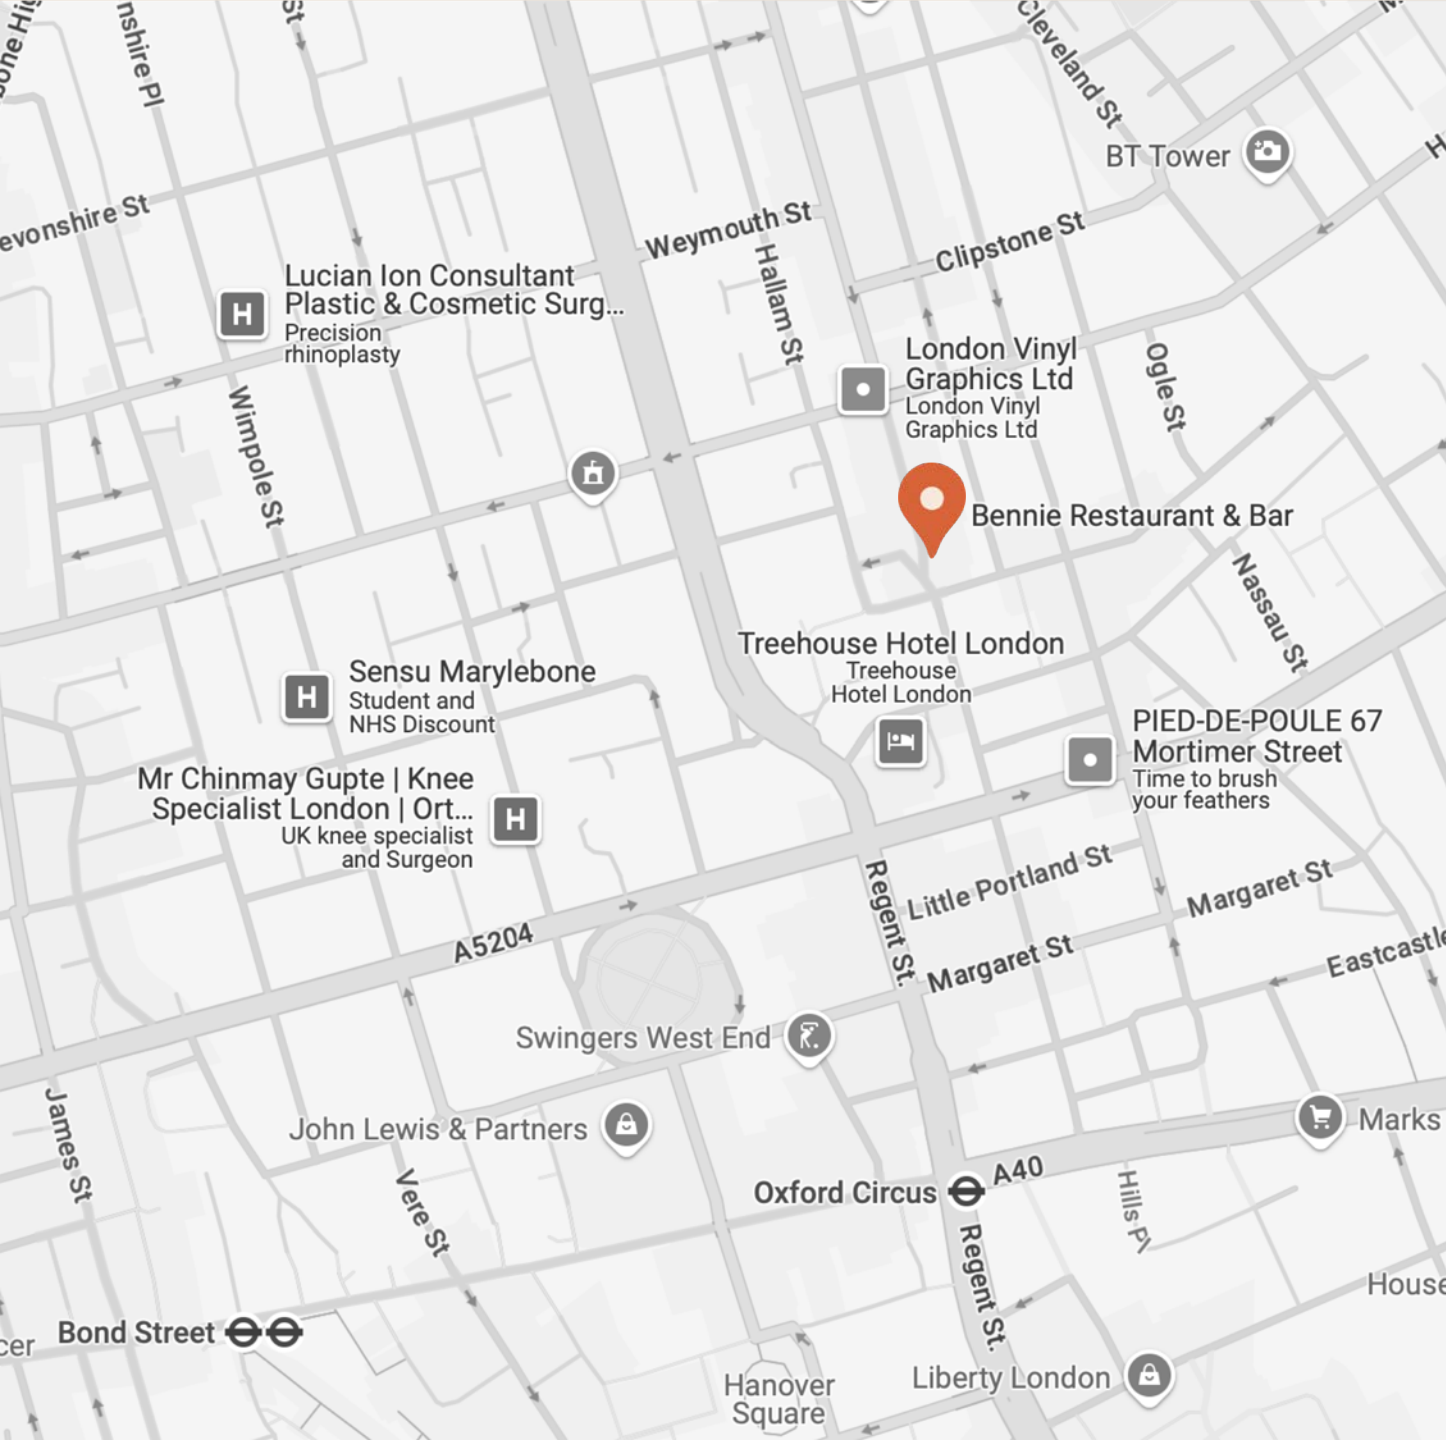 St
Cleveland St
nshire Pl
BT Tower
evonshire St
Weymouth St
Clipstone St
Hallam St
Lucian Ion Consultant
Plastic & Cosmetic Surg...
Precision
rhinoplasty
London Vinyl
Graphics Ltd
London Vinyl
Graphics Ltd
Ogle St
Wimpole St
Bennie Restaurant & Bar
Nassau St
Treehouse Hotel London
Treehouse
Hotel London
Sensu Marylebone
Student and
NHS Discount
PIED-DE-POULE 67
Mortimer Street
Time to brush
your feathers
Mr Chinmay Gupte | Knee
Specialist London | Ort...
UK knee specialist
and Surgeon
Regent St.
Little Portland St
Margaret St
Margaret St
A5204
Eastcastle
Swingers West End
James St
John Lewis & Partners
Marks
Vere St
Oxford Circus
A40
Hills Pl
Regent St.
House
Bond Street
cer
Liberty London
Hanover
Square